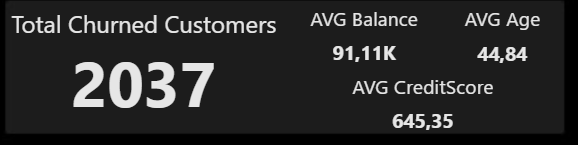 Total Churned Customers
2037
AVG Balance
91,11K
AVG Age
44,84
AVG CreditScore
645,35